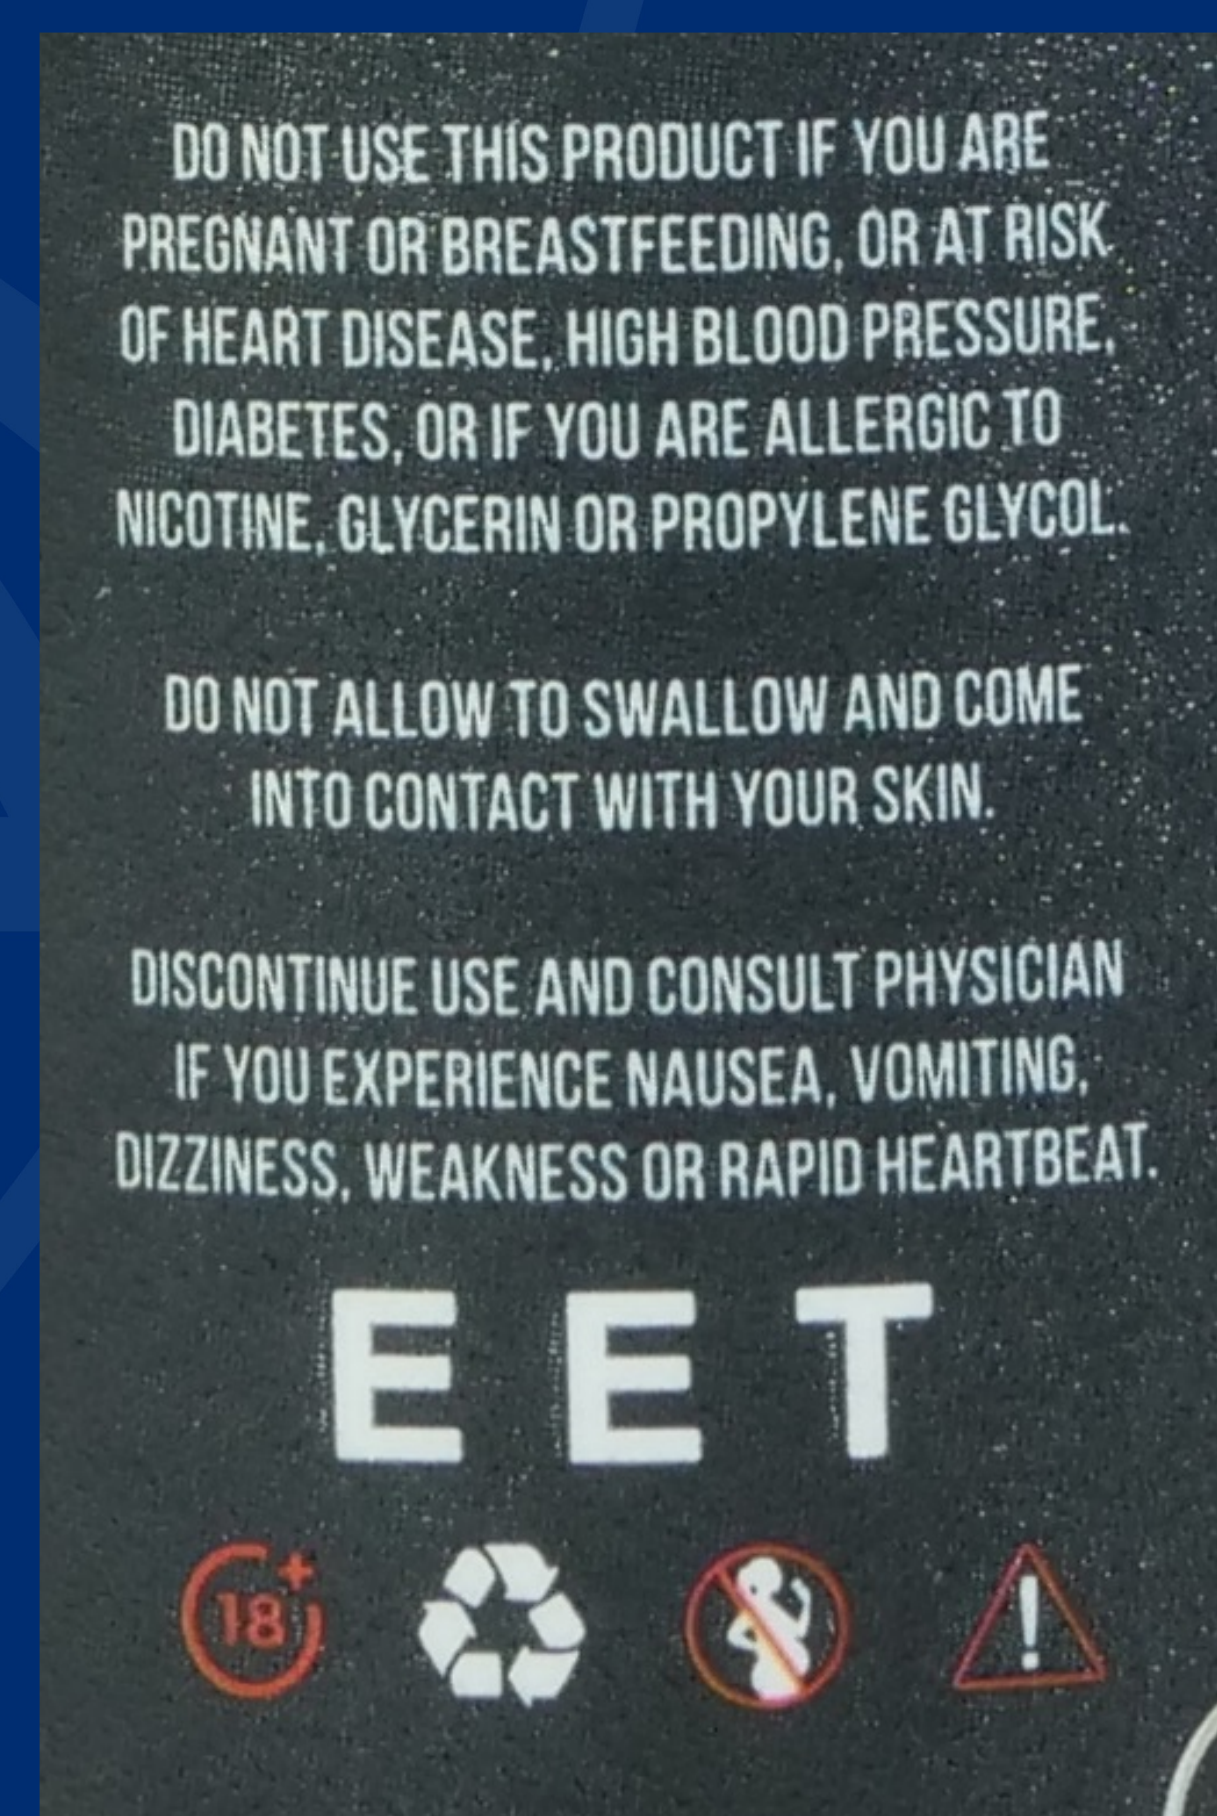 DO NOT USE THIS PRODUCT IF YOU ARE
PREGNANT OR BREASTFEEDING, OR AT RISK
OF HEART DISEASE, HIGH BLOOD PRESSURE,
DIABETES, OR IF YOU ARE ALLERGIC TO
NICOTINE, GLYCERIN OR PROPYLENE GLYCOL.
DO NOT ALLOW TO SWALLOW AND COME
INTO CONTACT WITH YOUR SKIN.
DISCONTINUE USE AND CONSULT PHYSICIAN
IF YOU EXPERIENCE NAUSEA, VOMITING,
DIZZINESS, WEAKNESS OR RAPID HEARTBEAT.
E E T
18+